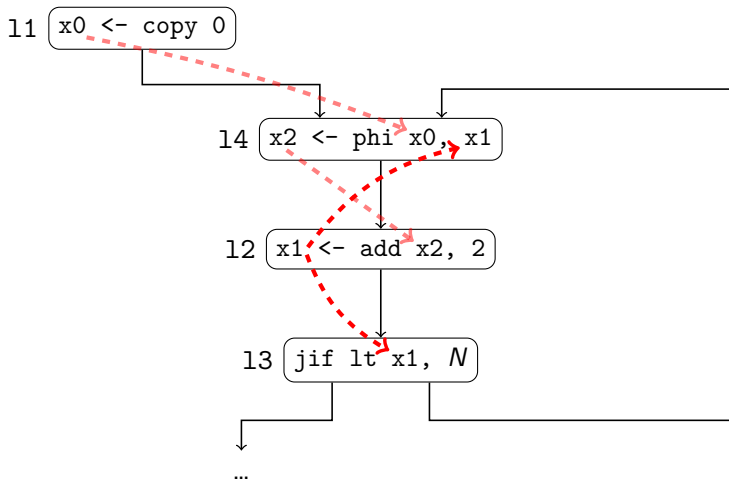 l1 x0 <- copy 0
l4 x2 <- phi x0, x1
l2 x1 <- add x2, 2
l3 jif lt x1, N
…